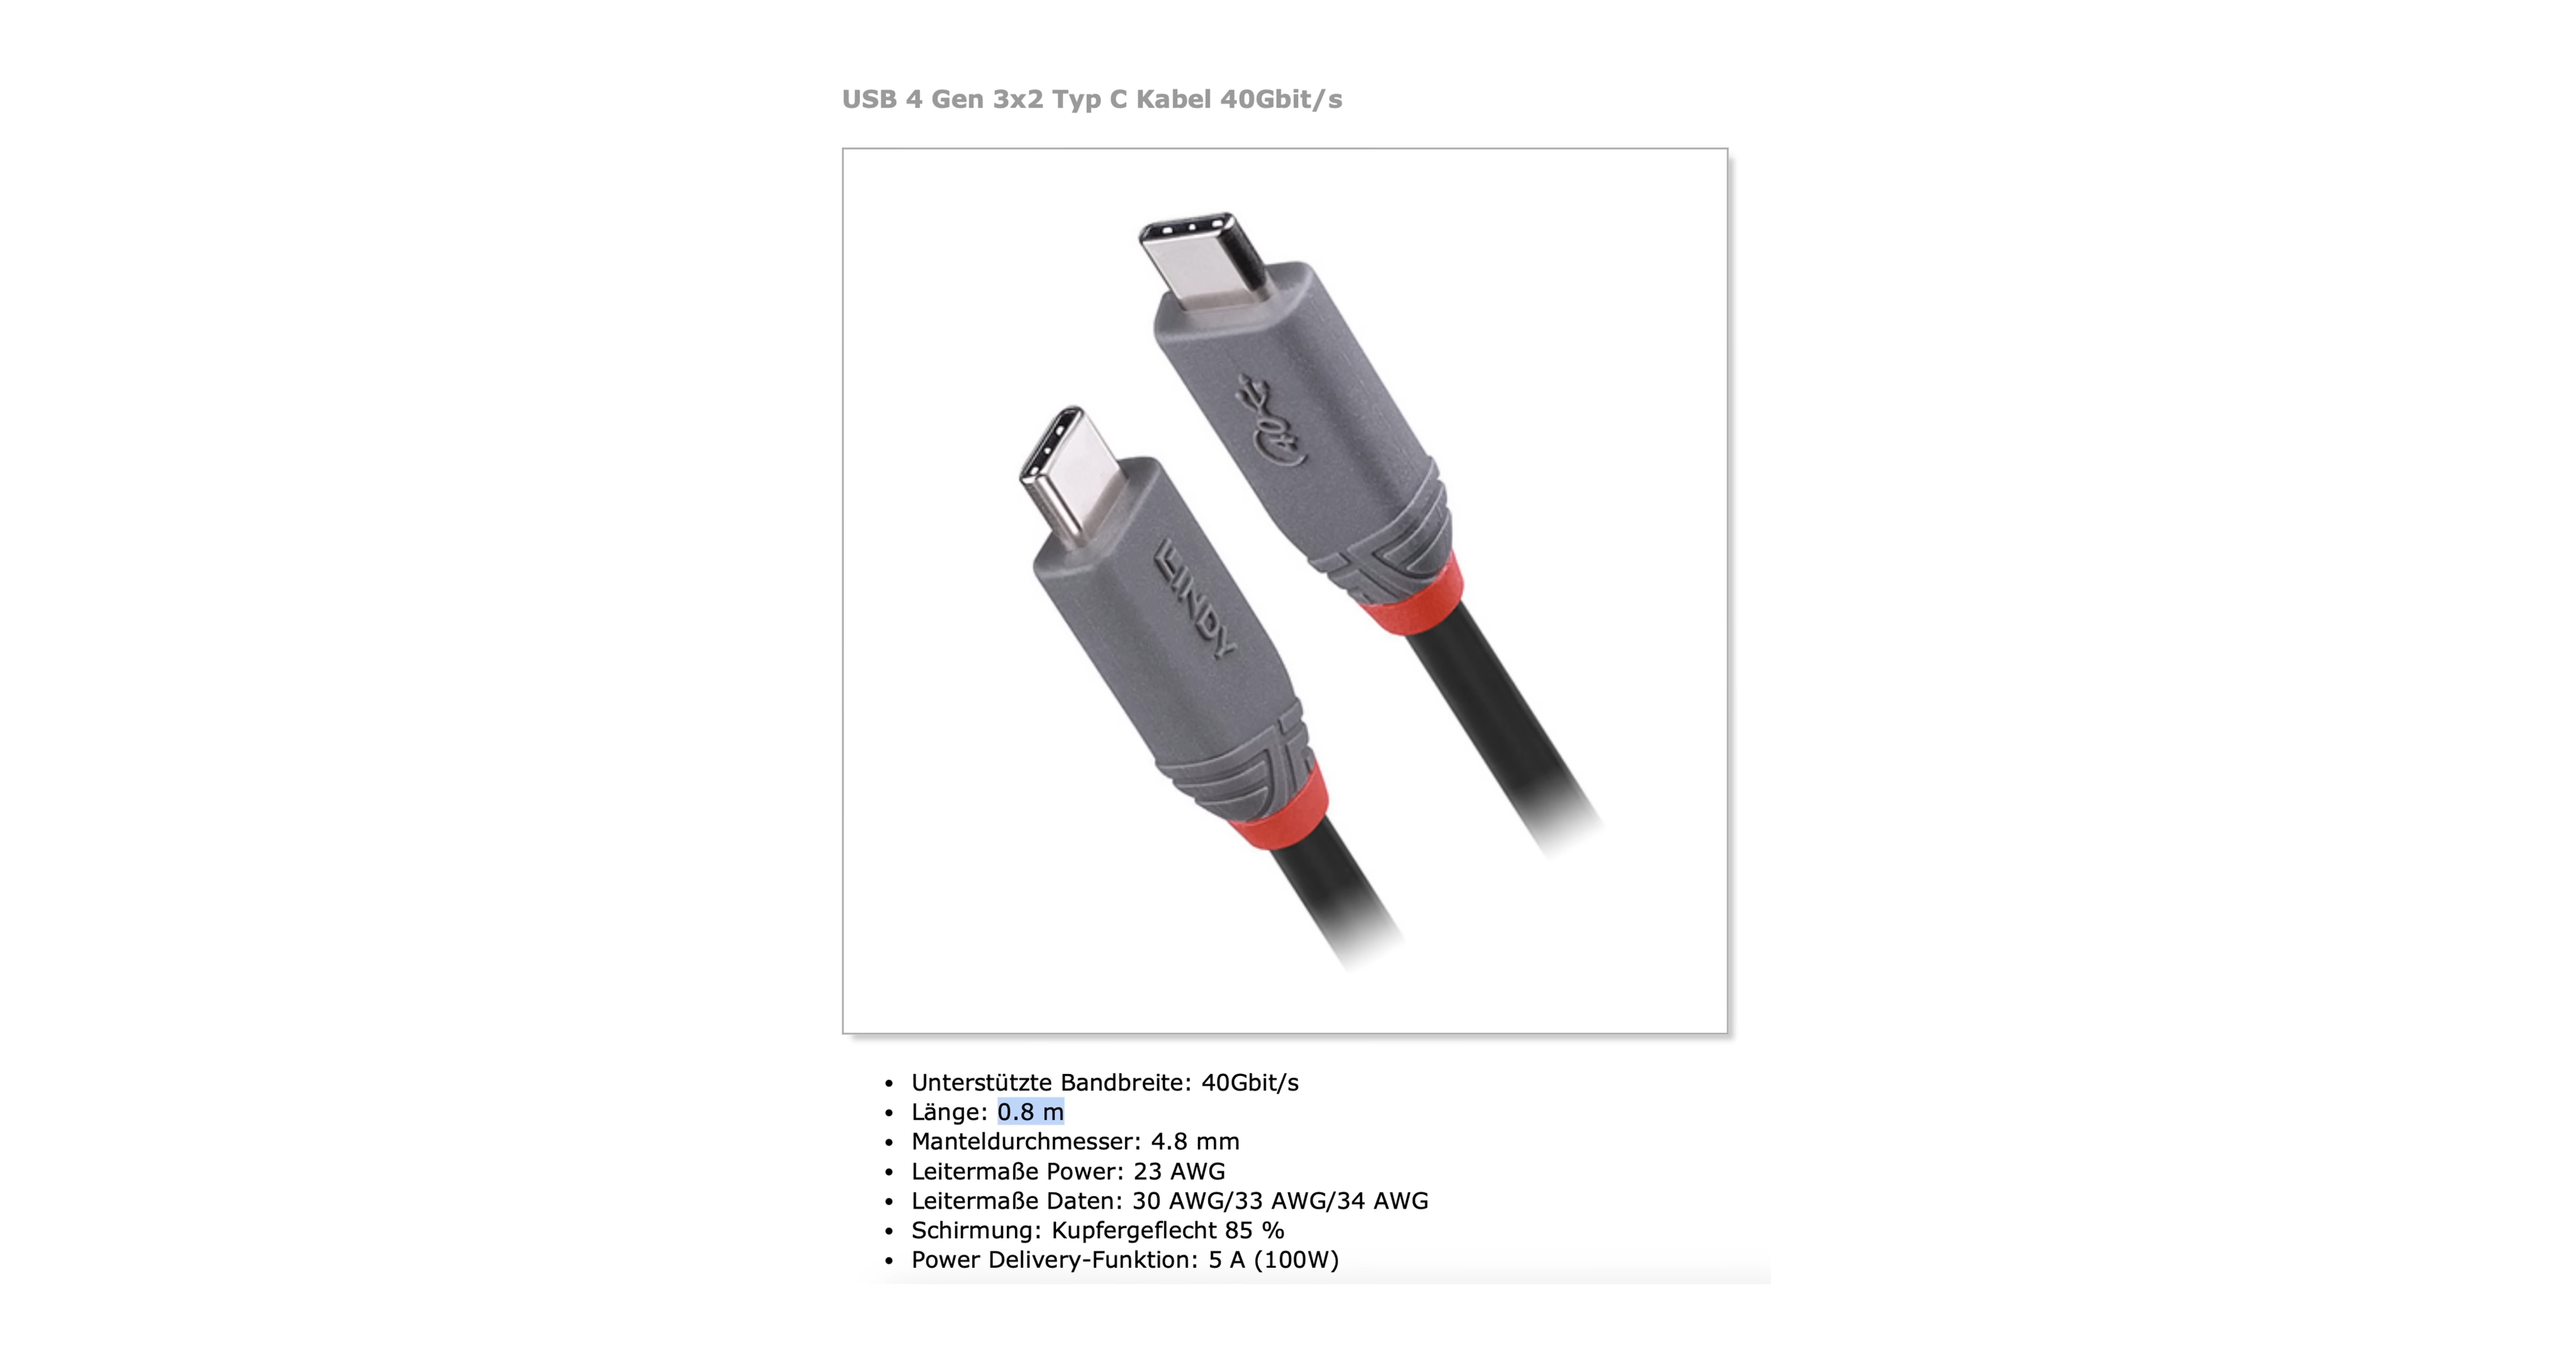 USB 4 Gen 3x2 Typ C Kabel 40Gbit/s
40
LINDY
Unterstützte Bandbreite: 40Gbit/s
Länge: 0.8 m
Manteldurchmesser: 4.8 mm
Leitermaße Power: 23 AWG
Leitermaße Daten: 30 AWG/33 AWG/34 AWG
Schirmung: Kupfergeflecht 85 %
Power Delivery-Funktion: 5 A (100W)